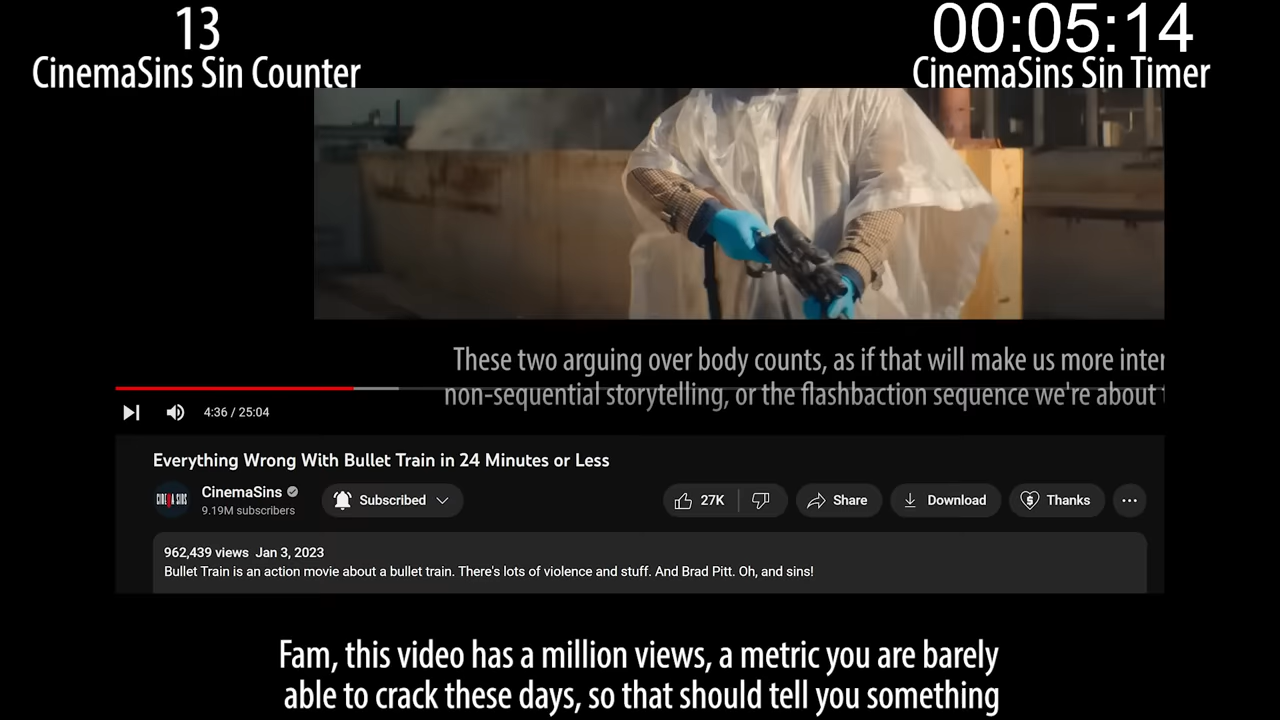 13
CinemaSins Sin Counter
00:05:14
CinemaSins Sin Timer
These two arguing over body counts, as if that will make us more inter
non-sequential storytelling, or the flashbaction sequence we're about
4:36 / 25:04
Everything Wrong With Bullet Train in 24 Minutes or Less
CINEMA SINS
CinemaSins
9.19M subscribers
Subscribed
27K
Share
Download
Thanks
962,439 views Jan 3, 2023
Bullet Train is an action movie about a bullet train. There's lots of violence and stuff. And Brad Pitt. Oh, and sins!
Fam, this video has a million views, a metric you are barely
able to crack these days, so that should tell you something